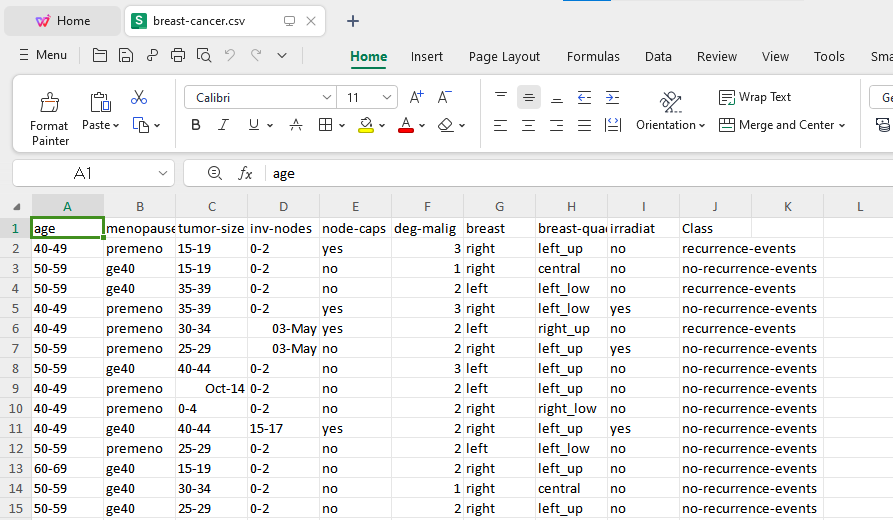 Home breast-cancer.csv
Menu Home Insert Page Layout Formulas Data Review View Tools Sma
Format Painter Paste Calibri 11 A+ A- Wrap Text Ge
B I U A A Orientation Merge and Center
A1 fx age
A B C D E F G H I J K L
1 age menopause tumor-size inv-nodes node-caps deg-malig breast breast-quad irradiat Class
2 40-49 premeno 15-19 0-2 yes 3 right left_up no recurrence-events
3 50-59 ge40 15-19 0-2 no 1 right central no no-recurrence-events
4 50-59 ge40 35-39 0-2 no 2 left left_low no no-recurrence-events
5 40-49 premeno 35-39 0-2 yes 3 right left_low yes no-recurrence-events
6 40-49 premeno 30-34 03-May yes 2 left right_up no recurrence-events
7 50-59 premeno 25-29 03-May no 2 right left_up yes no-recurrence-events
8 50-59 ge40 40-44 0-2 no 3 left left_up no no-recurrence-events
9 40-49 premeno Oct-14 0-2 no 2 left left_up no no-recurrence-events
10 40-49 premeno 0-4 0-2 no 2 right right_low no no-recurrence-events
11 40-49 ge40 40-44 15-17 yes 2 right left_up yes no-recurrence-events
12 50-59 premeno 25-29 0-2 no 2 left left_low no no-recurrence-events
13 60-69 ge40 15-19 0-2 no 2 right left_up no no-recurrence-events
14 50-59 ge40 30-34 0-2 no 1 right central no no-recurrence-events
15 50-59 ge40 25-29 0-2 no 2 right left_up no no-recurrence-events